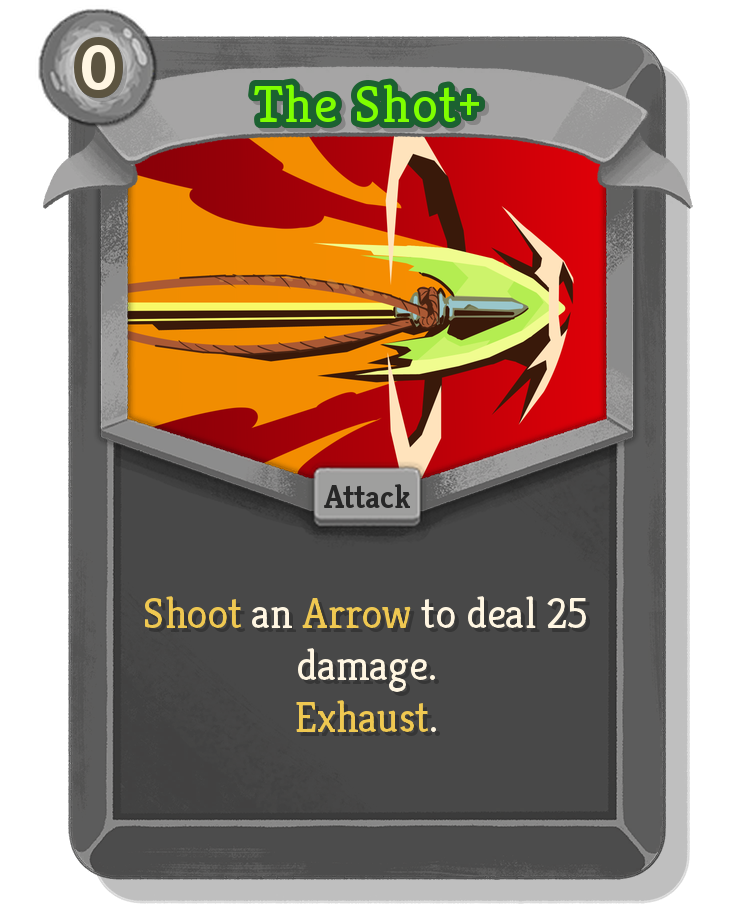 0
The Shot+
Attack
Shoot an Arrow to deal 25
damage.
Exhaust.